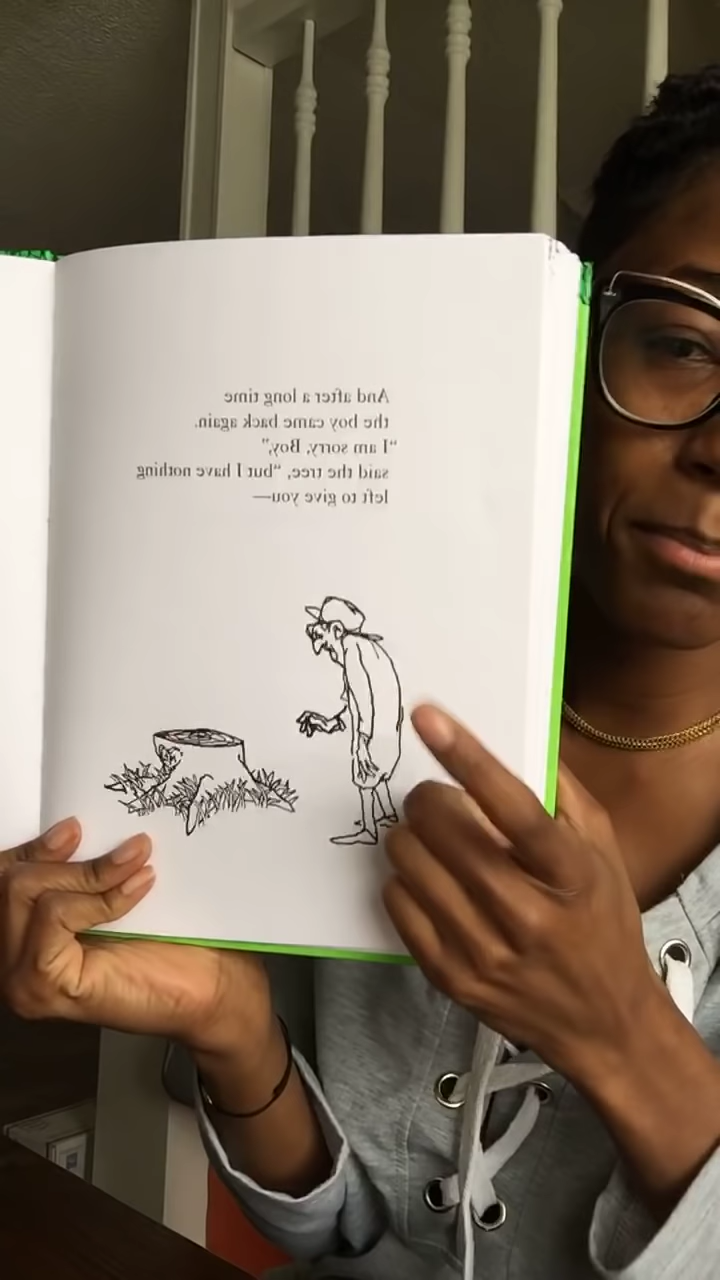 And after a long time
the boy came back again.
"I am sorry, Boy,"
said the tree, "but I have nothing
left to give you—